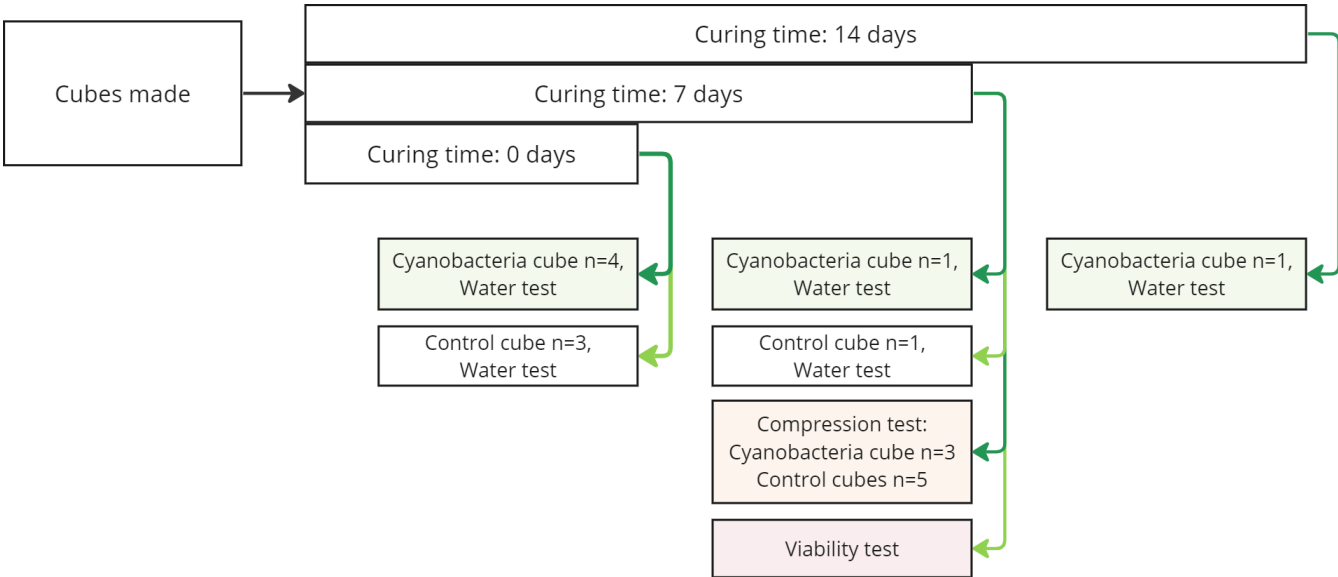 Curing time: 14 days
Cubes made
Curing time: 7 days
Curing time: 0 days
Cyanobacteria cube n=4,
Water test
Cyanobacteria cube n=1,
Water test
Cyanobacteria cube n=1,
Water test
Control cube n=3,
Water test
Control cube n=1,
Water test
Compression test:
Cyanobacteria cube n=3
Control cubes n=5
Viability test